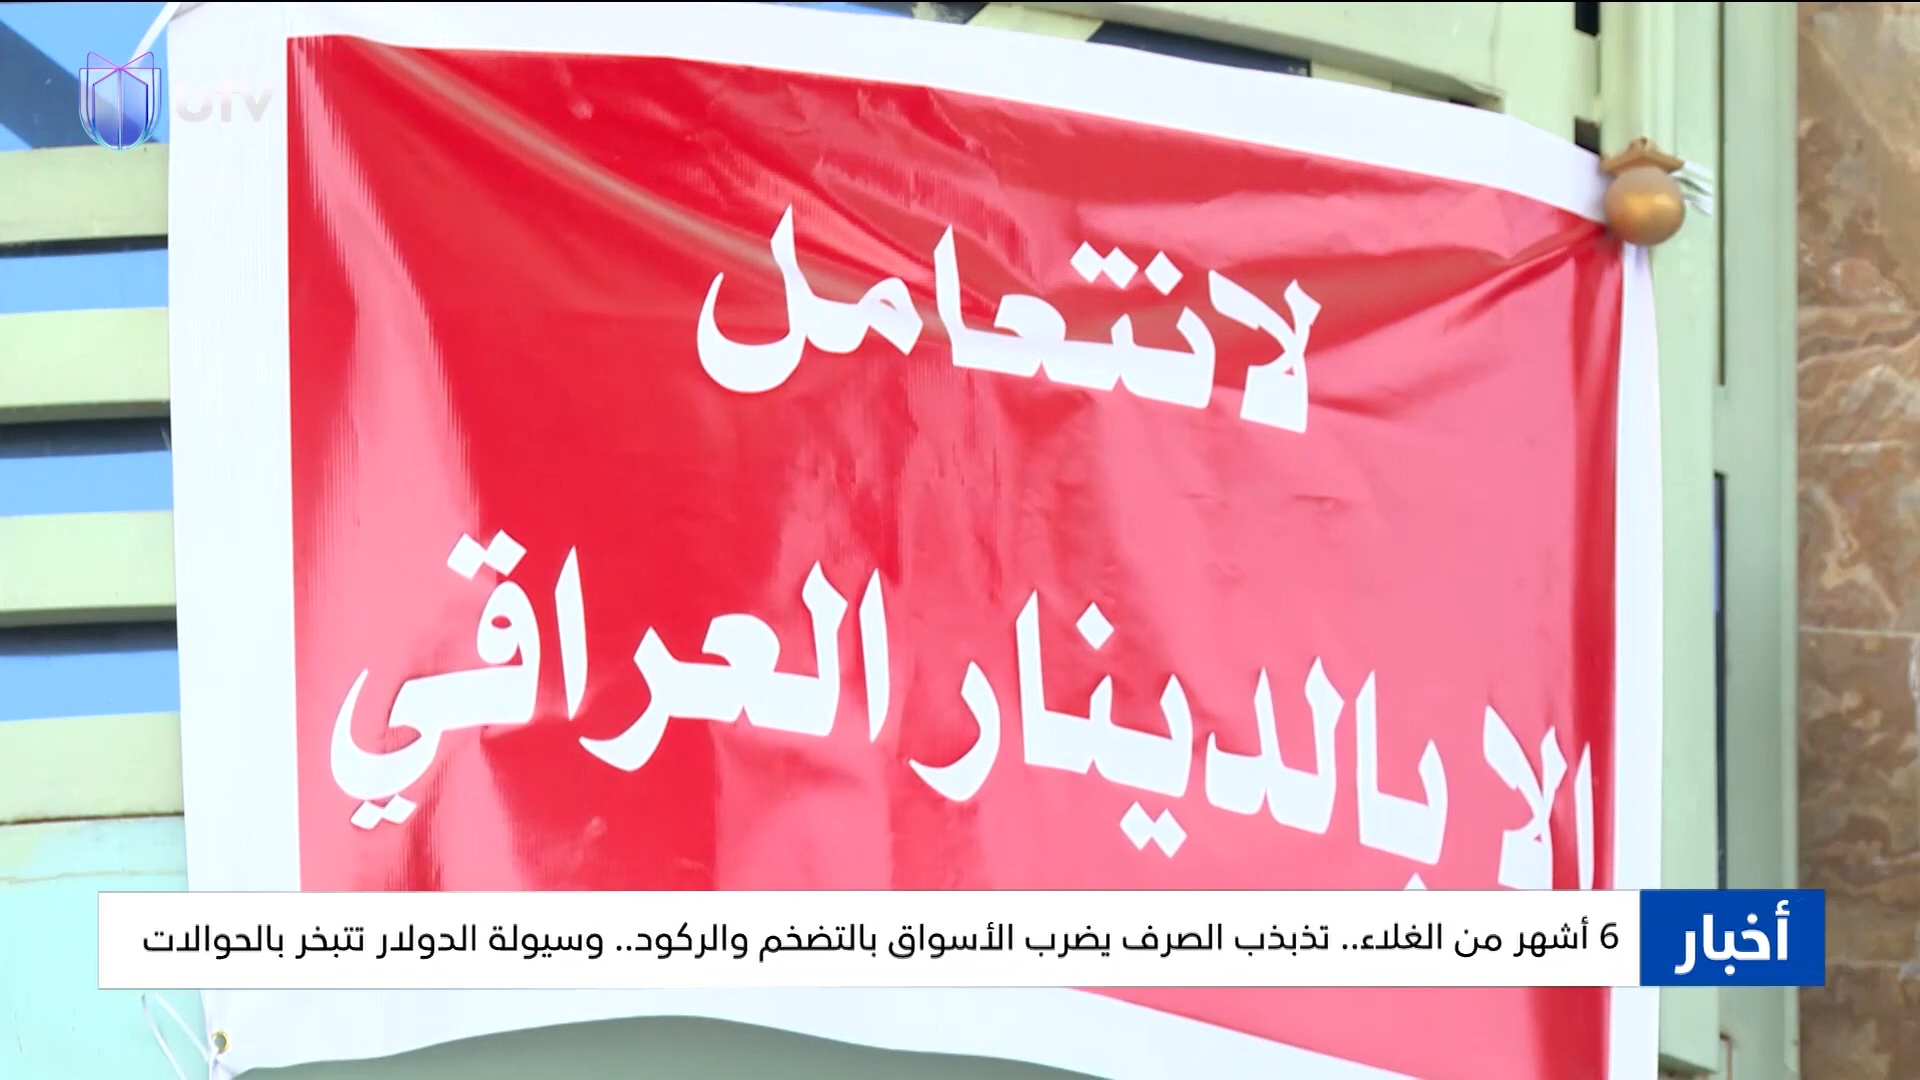 utv
لانتعامل
الا بالدينار العراقي
أخبار
6 أشهر من الغلاء.. تذبذب الصرف يضرب الأسواق بالتضخم والركود.. وسيولة الدولار تتبخر بالحوالات